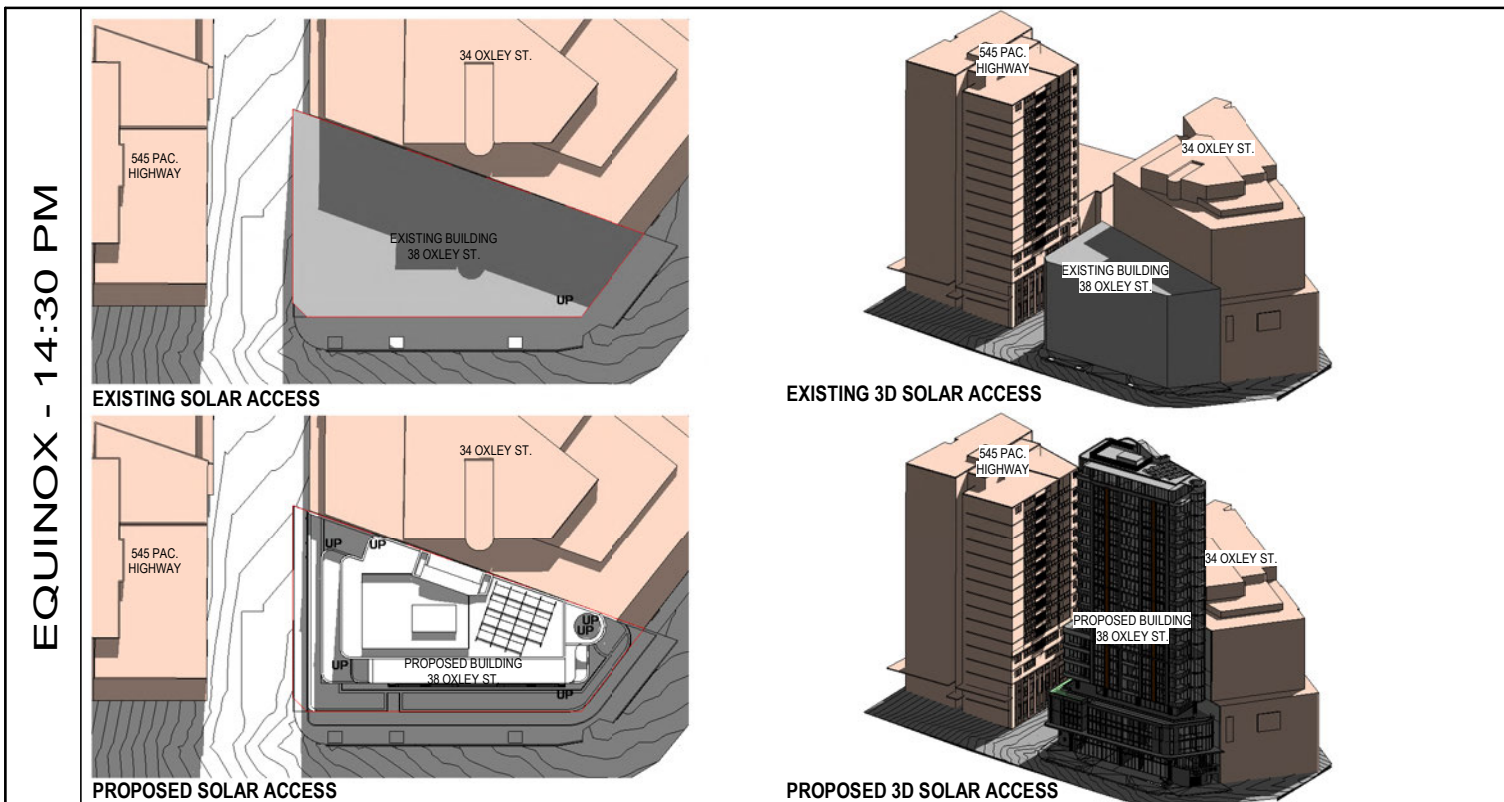 EQUINOX - 14:30 PM
34 OXLEY ST.
545 PAC.
HIGHWAY
EXISTING BUILDING
38 OXLEY ST.
UP
EXISTING SOLAR ACCESS
545 PAC.
HIGHWAY
34 OXLEY ST.
EXISTING BUILDING
38 OXLEY ST.
EXISTING 3D SOLAR ACCESS
34 OXLEY ST.
545 PAC.
HIGHWAY
UP
UP
UP
UP
UP
PROPOSED BUILDING
38 OXLEY ST.
UP
PROPOSED SOLAR ACCESS
545 PAC.
HIGHWAY
34 OXLEY ST.
PROPOSED BUILDING
38 OXLEY ST.
PROPOSED 3D SOLAR ACCESS